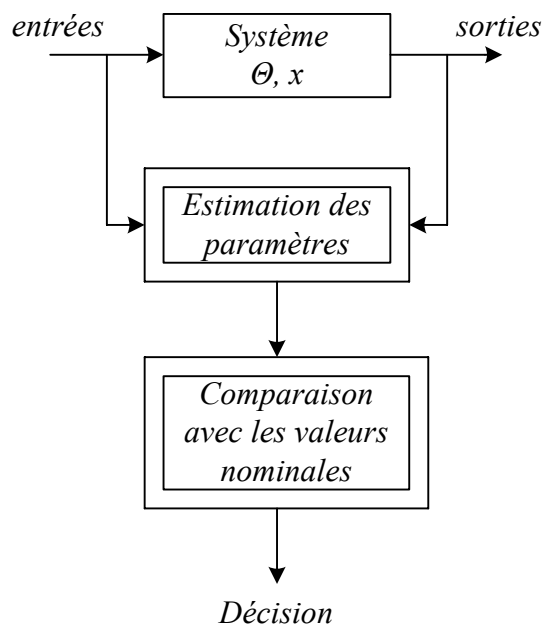 entrées
Système
sorties
Θ, x
Estimation des
paramètres
Comparaison
avec les valeurs
nominales
Décision